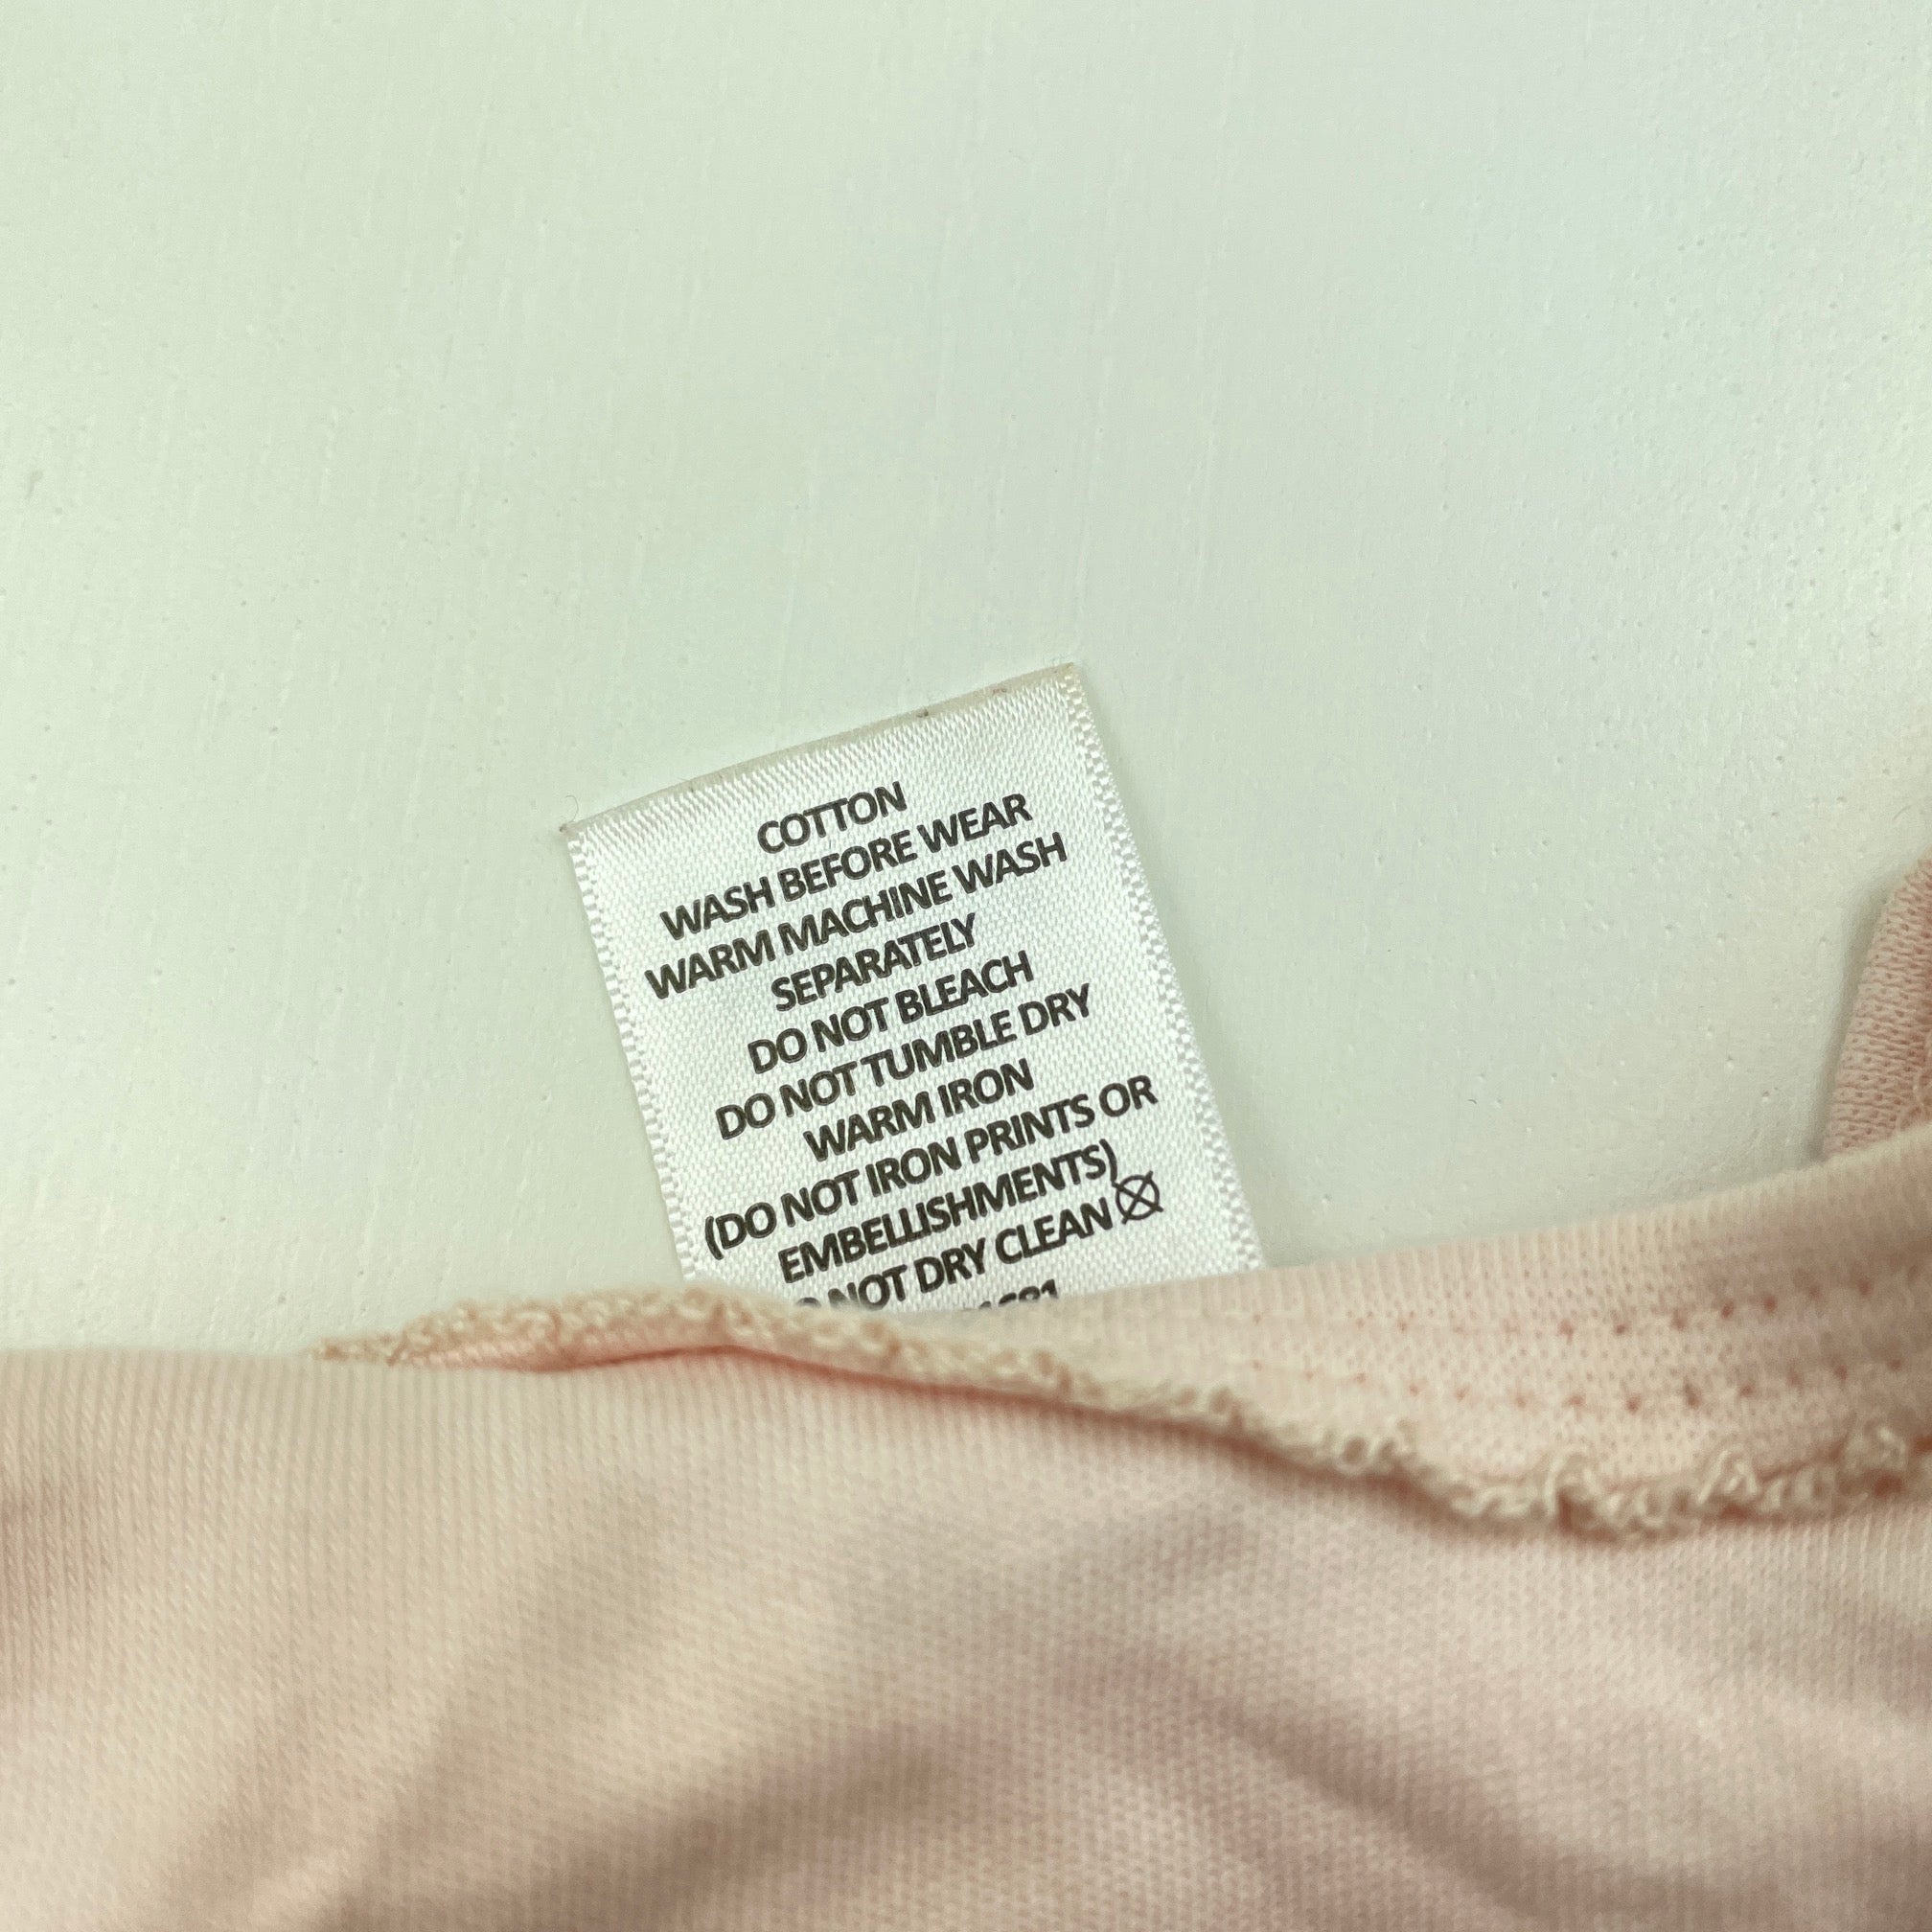 COTTON
WASH BEFORE WEAR
WARM MACHINE WASH
SEPARATELY
DO NOT BLEACH
DO NOT TUMBLE DRY
WARM IRON
(DO NOT IRON PRINTS OR
EMBELLISHMENTS)
NOT DRY CLEAN